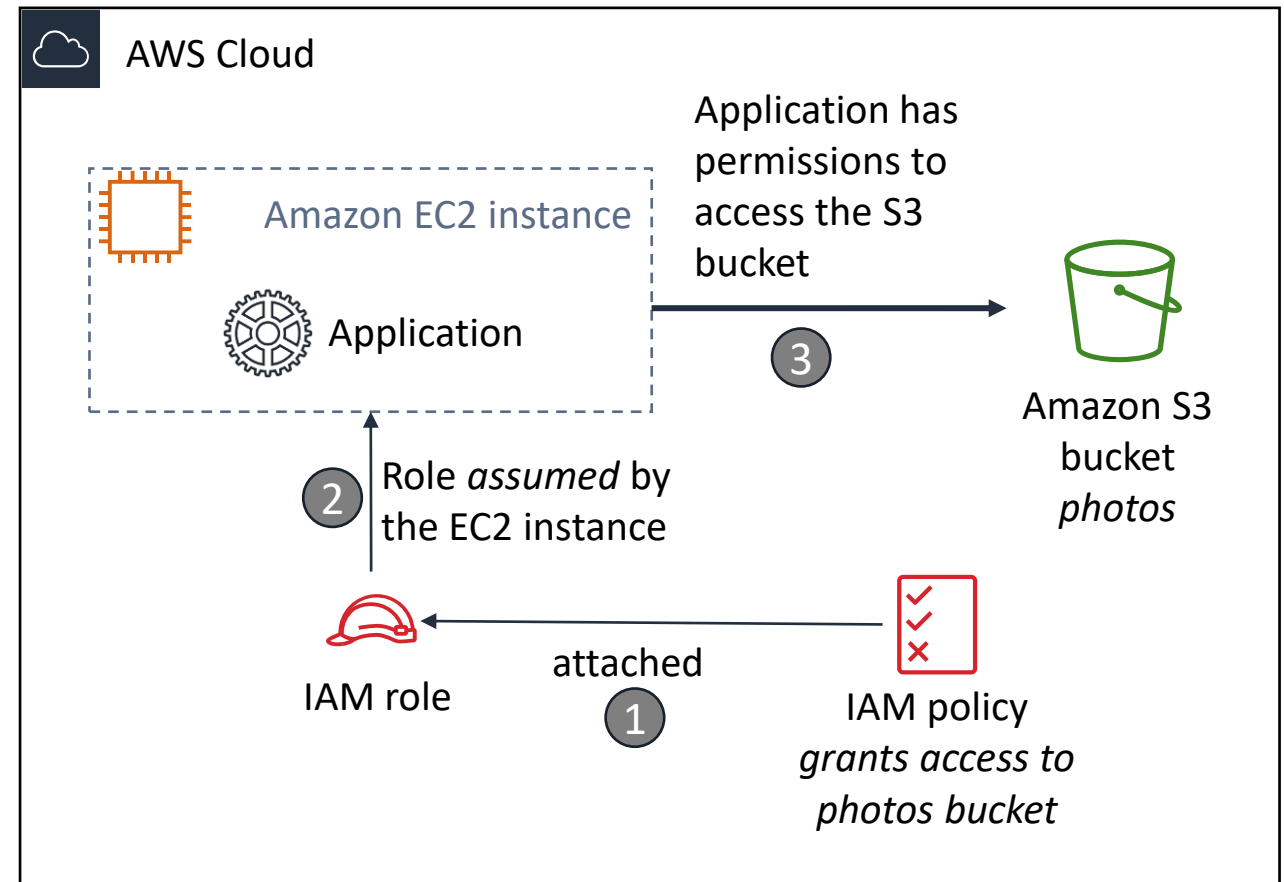 AWS Cloud
Application has
permissions to
access the S3
bucket
Amazon EC2 instance
Application
3
Amazon S3
bucket
photos
2
Role assumed by
the EC2 instance
attached
1
IAM role
IAM policy
grants access to
photos bucket